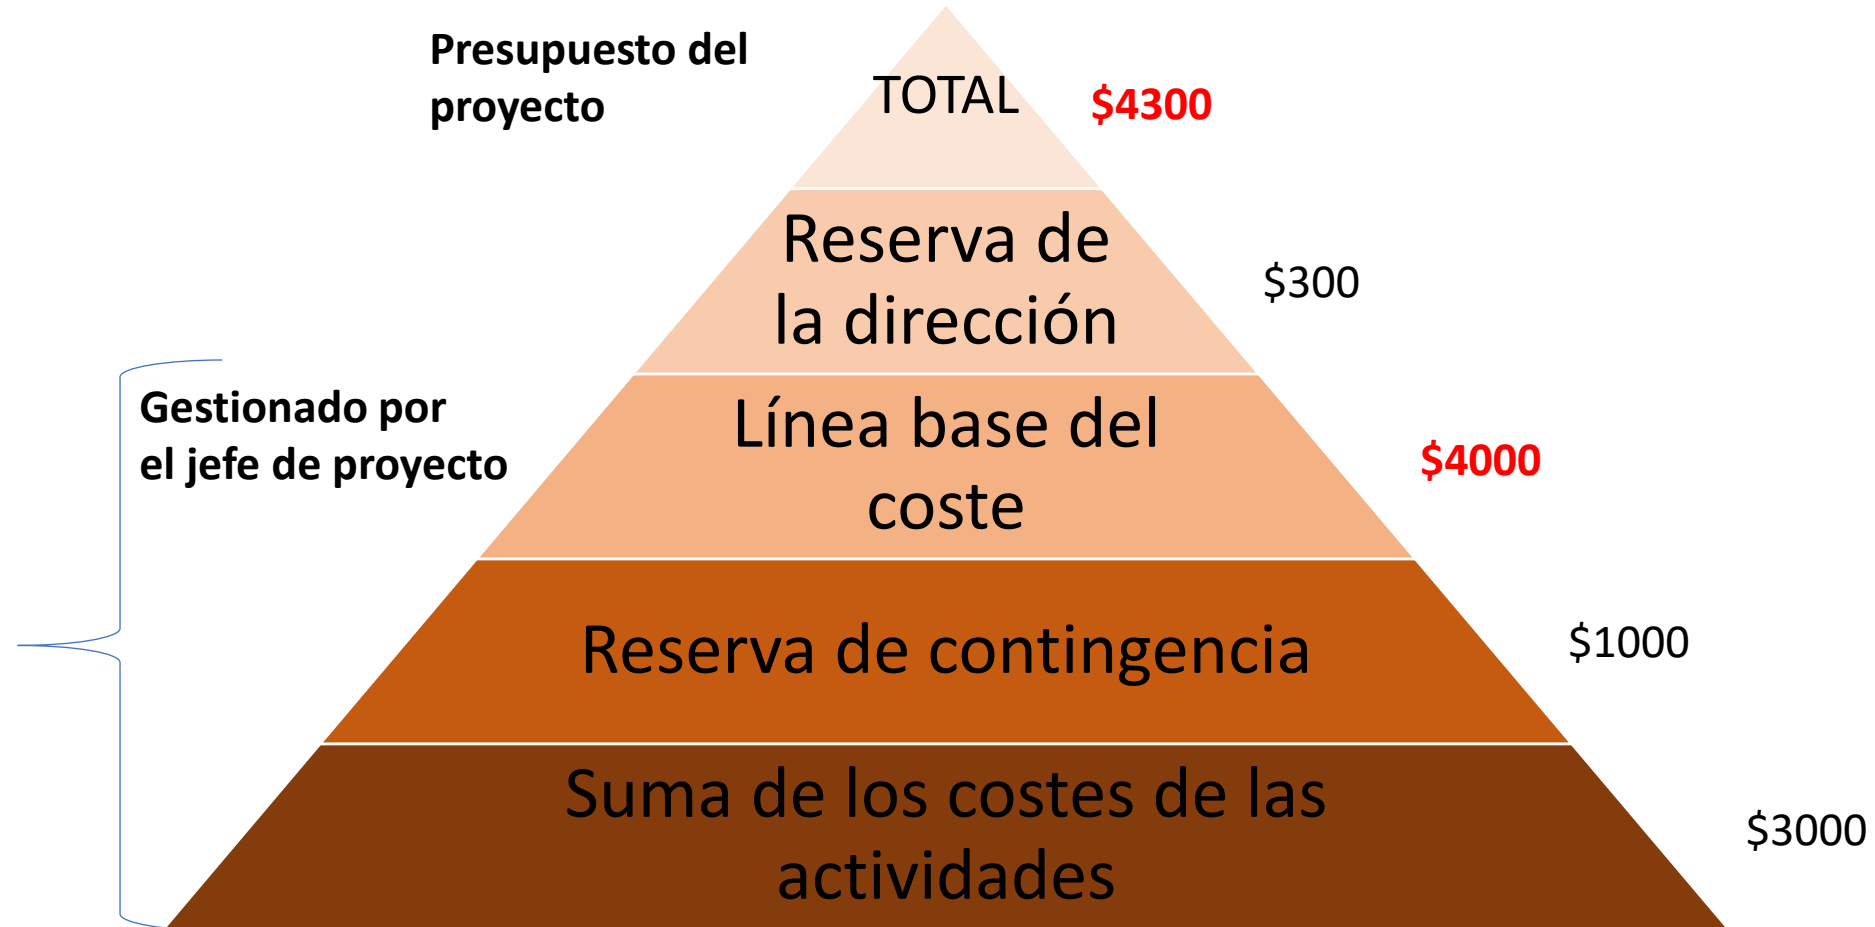 Presupuesto del
proyecto
TOTAL
$4300
Reserva de
la dirección
$300
Gestionado por
el jefe de proyecto
Línea base del
coste
$4000
Reserva de contingencia
$1000
Suma de los costes de las
actividades
$3000